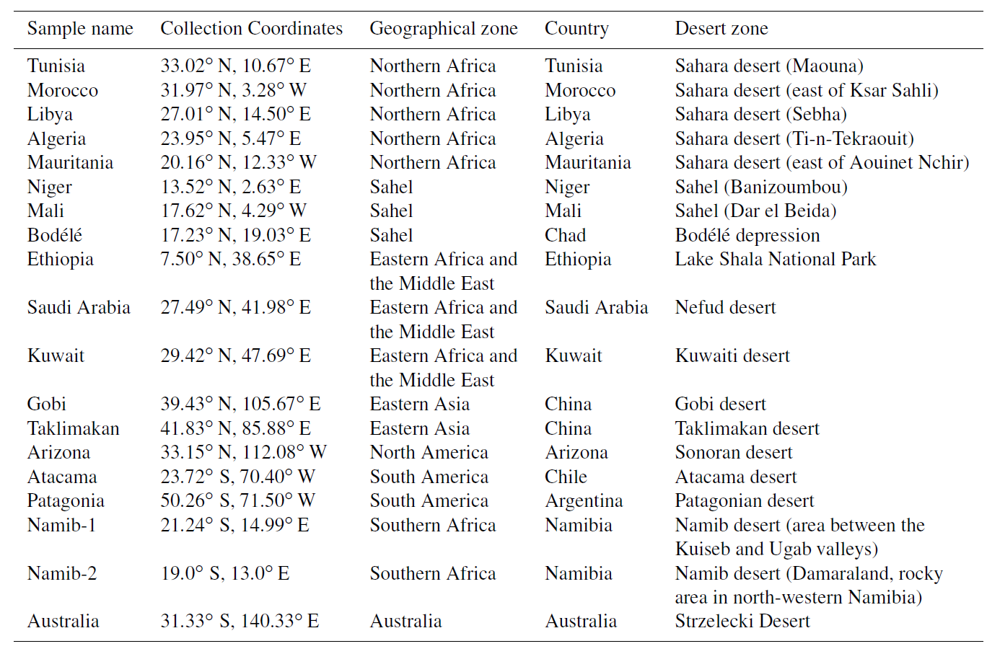 Sample name Collection Coordinates Geographical zone Country Desert zone
Tunisia 33.02° N, 10.67° E Northern Africa Tunisia Sahara desert (Maouna)
Morocco 31.97° N, 3.28° W Northern Africa Morocco Sahara desert (east of Ksar Sahli)
Libya 27.01° N, 14.50° E Northern Africa Libya Sahara desert (Sebha)
Algeria 23.95° N, 5.47° E Northern Africa Algeria Sahara desert (Ti-n-Tekraouit)
Mauritania 20.16° N, 12.33° W Northern Africa Mauritania Sahara desert (east of Aouinet Nchir)
Niger 13.52° N, 2.63° E Sahel Niger Sahel (Banizoumbou)
Mali 17.62° N, 4.29° W Sahel Mali Sahel (Dar el Beida)
Bodélé 17.23° N, 19.03° E Sahel Chad Bodélé depression
Ethiopia 7.50° N, 38.65° E Eastern Africa and Ethiopia Lake Shala National Park
the Middle East
Saudi Arabia 27.49° N, 41.98° E Eastern Africa and Saudi Arabia Nefud desert
the Middle East
Kuwait 29.42° N, 47.69° E Eastern Africa and Kuwait Kuwaiti desert
the Middle East
Gobi 39.43° N, 105.67° E Eastern Asia China Gobi desert
Taklimakan 41.83° N, 85.88° E Eastern Asia China Taklimakan desert
Arizona 33.15° N, 112.08° W North America Arizona Sonoran desert
Atacama 23.72° S, 70.40° W South America Chile Atacama desert
Patagonia 50.26° S, 71.50° W South America Argentina Patagonian desert
Namib-1 21.24° S, 14.99° E Southern Africa Namibia Namib desert (area between the
Kuiseb and Ugab valleys)
Namib-2 19.0° S, 13.0° E Southern Africa Namibia Namib desert (Damaraland, rocky
area in north-western Namibia)
Australia 31.33° S, 140.33° E Australia Australia Strzelecki Desert